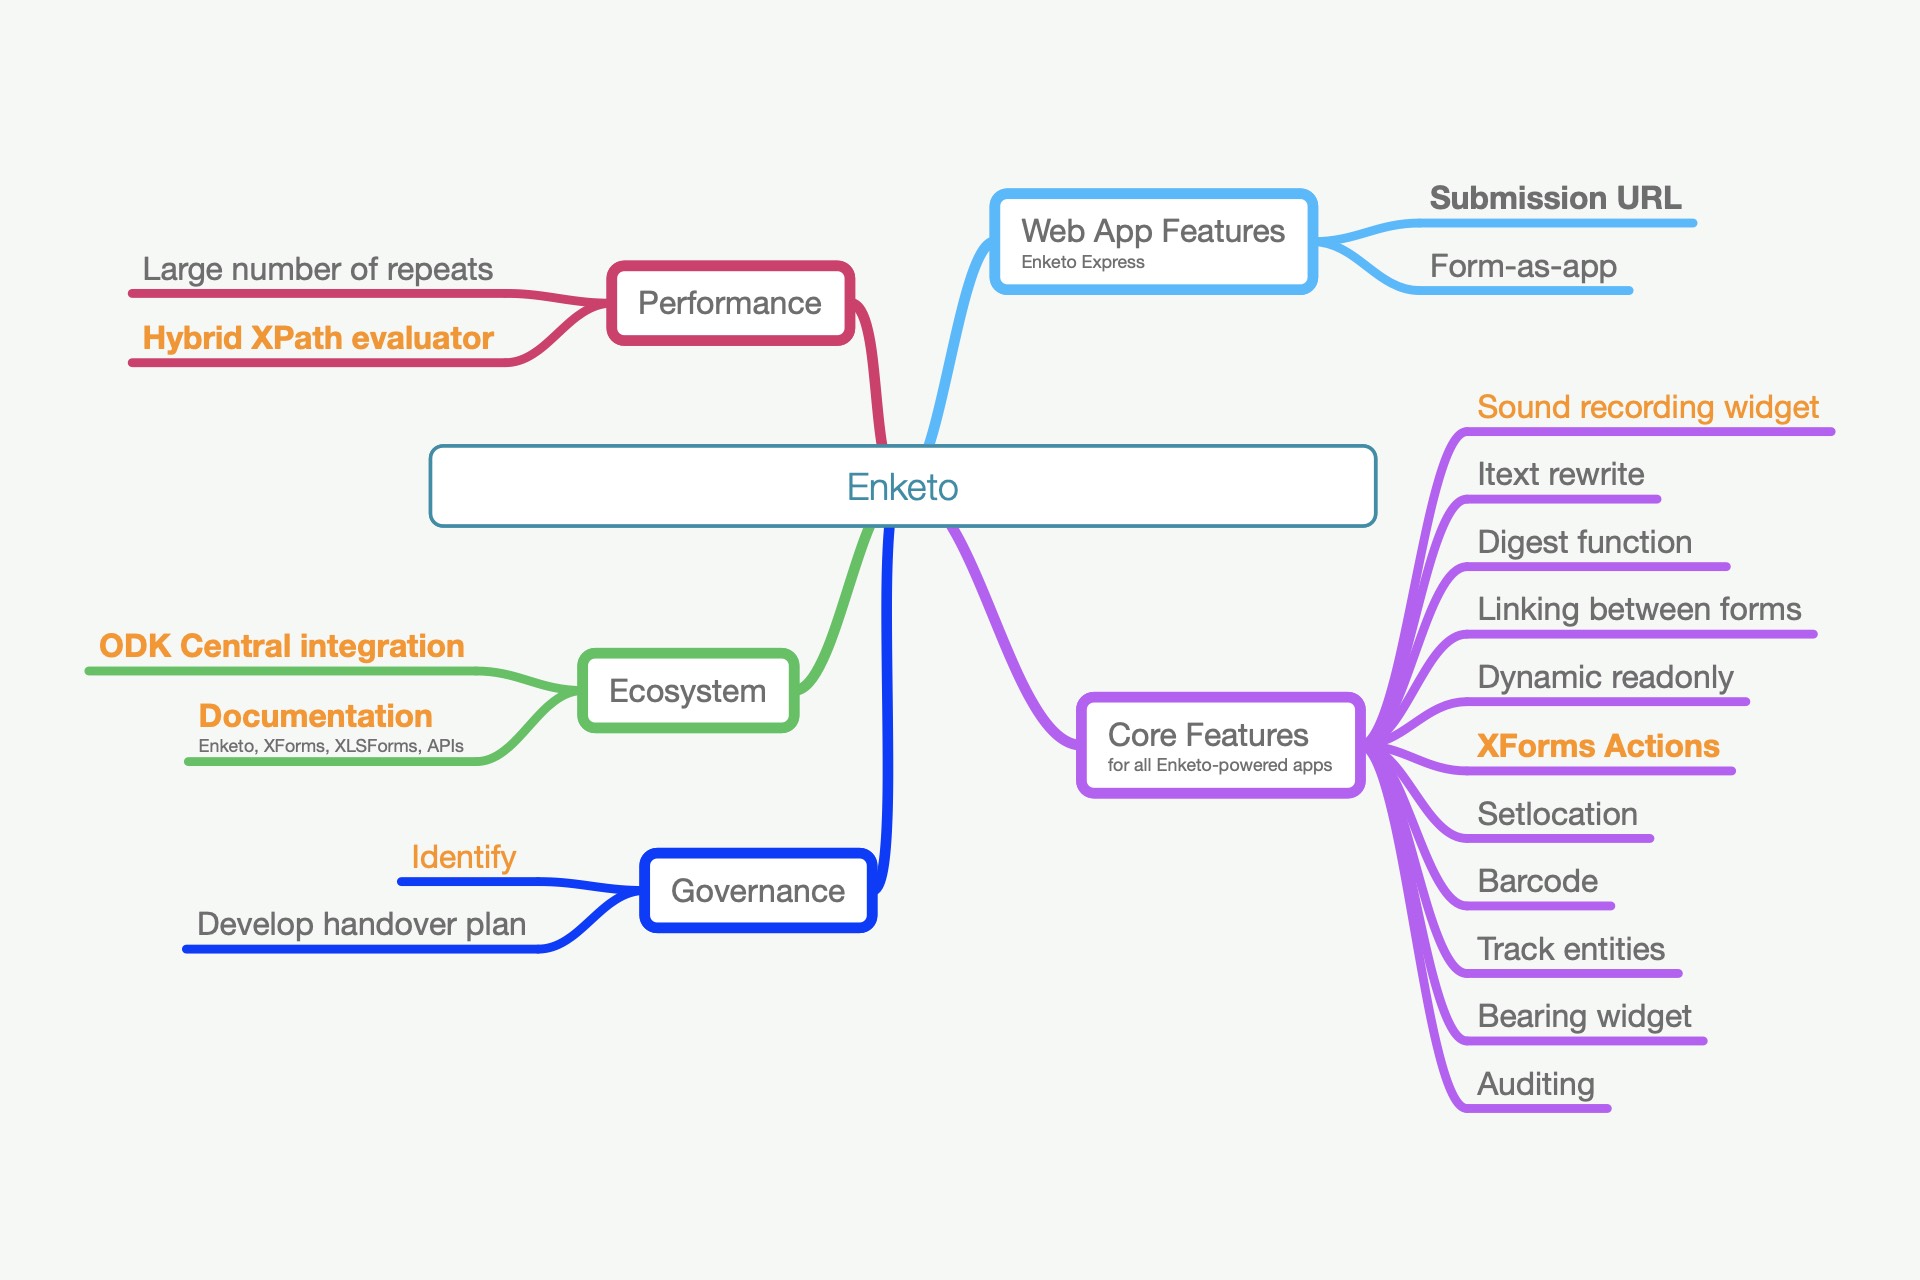 Enketo
Performance
Large number of repeats
Hybrid XPath evaluator
Ecosystem
ODK Central integration
Documentation
Enketo, XForms, XLSForms, APIs
Governance
Identify
Develop handover plan
Web App Features
Enketo Express
Submission URL
Form-as-app
Core Features
for all Enketo-powered apps
Sound recording widget
Itext rewrite
Digest function
Linking between forms
Dynamic readonly
XForms Actions
Setlocation
Barcode
Track entities
Bearing widget
Auditing